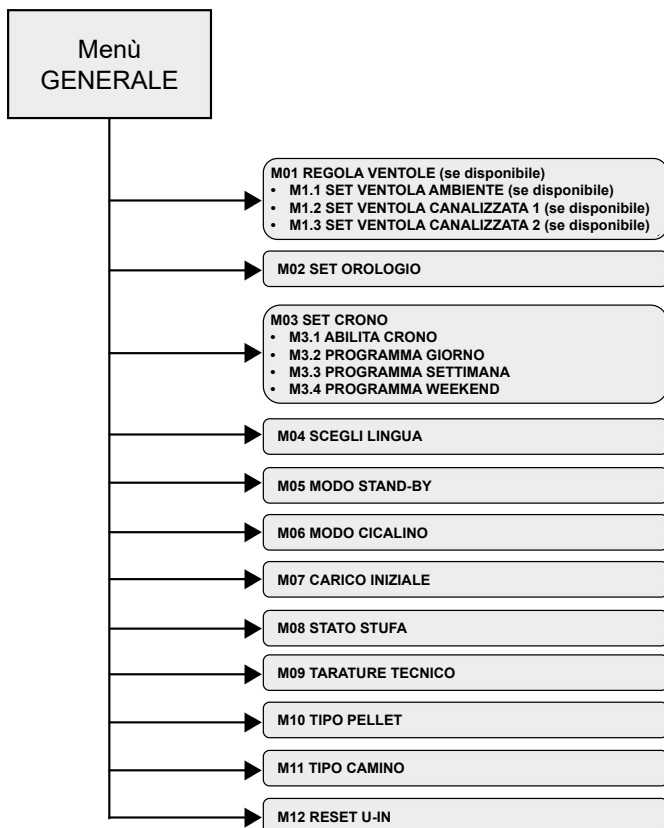 Menù
GENERALE
M01 REGOLA VENTOLE (se disponibile)
• M1.1 SET VENTOLA AMBIENTE (se disponibile)
• M1.2 SET VENTOLA CANALIZZATA 1 (se disponibile)
• M1.3 SET VENTOLA CANALIZZATA 2 (se disponibile)
M02 SET OROLOGIO
M03 SET CRONO
• M3.1 ABILITA CRONO
• M3.2 PROGRAMMA GIORNO
• M3.3 PROGRAMMA SETTIMANA
• M3.4 PROGRAMMA WEEKEND
M04 SCEGLI LINGUA
M05 MODO STAND-BY
M06 MODO CICALINO
M07 CARICO INIZIALE
M08 STATO STUFA
M09 TARATURE TECNICO
M10 TIPO PELLET
M11 TIPO CAMINO
M12 RESET U-IN